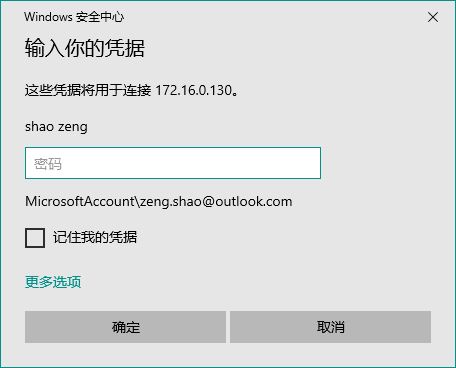 Windows 安全中心
输入你的凭据
这些凭据将用于连接 172.16.0.130。
shao zeng
密码
MicrosoftAccount\zeng.shao@outlook.com
记住我的凭据
更多选项
确定
取消